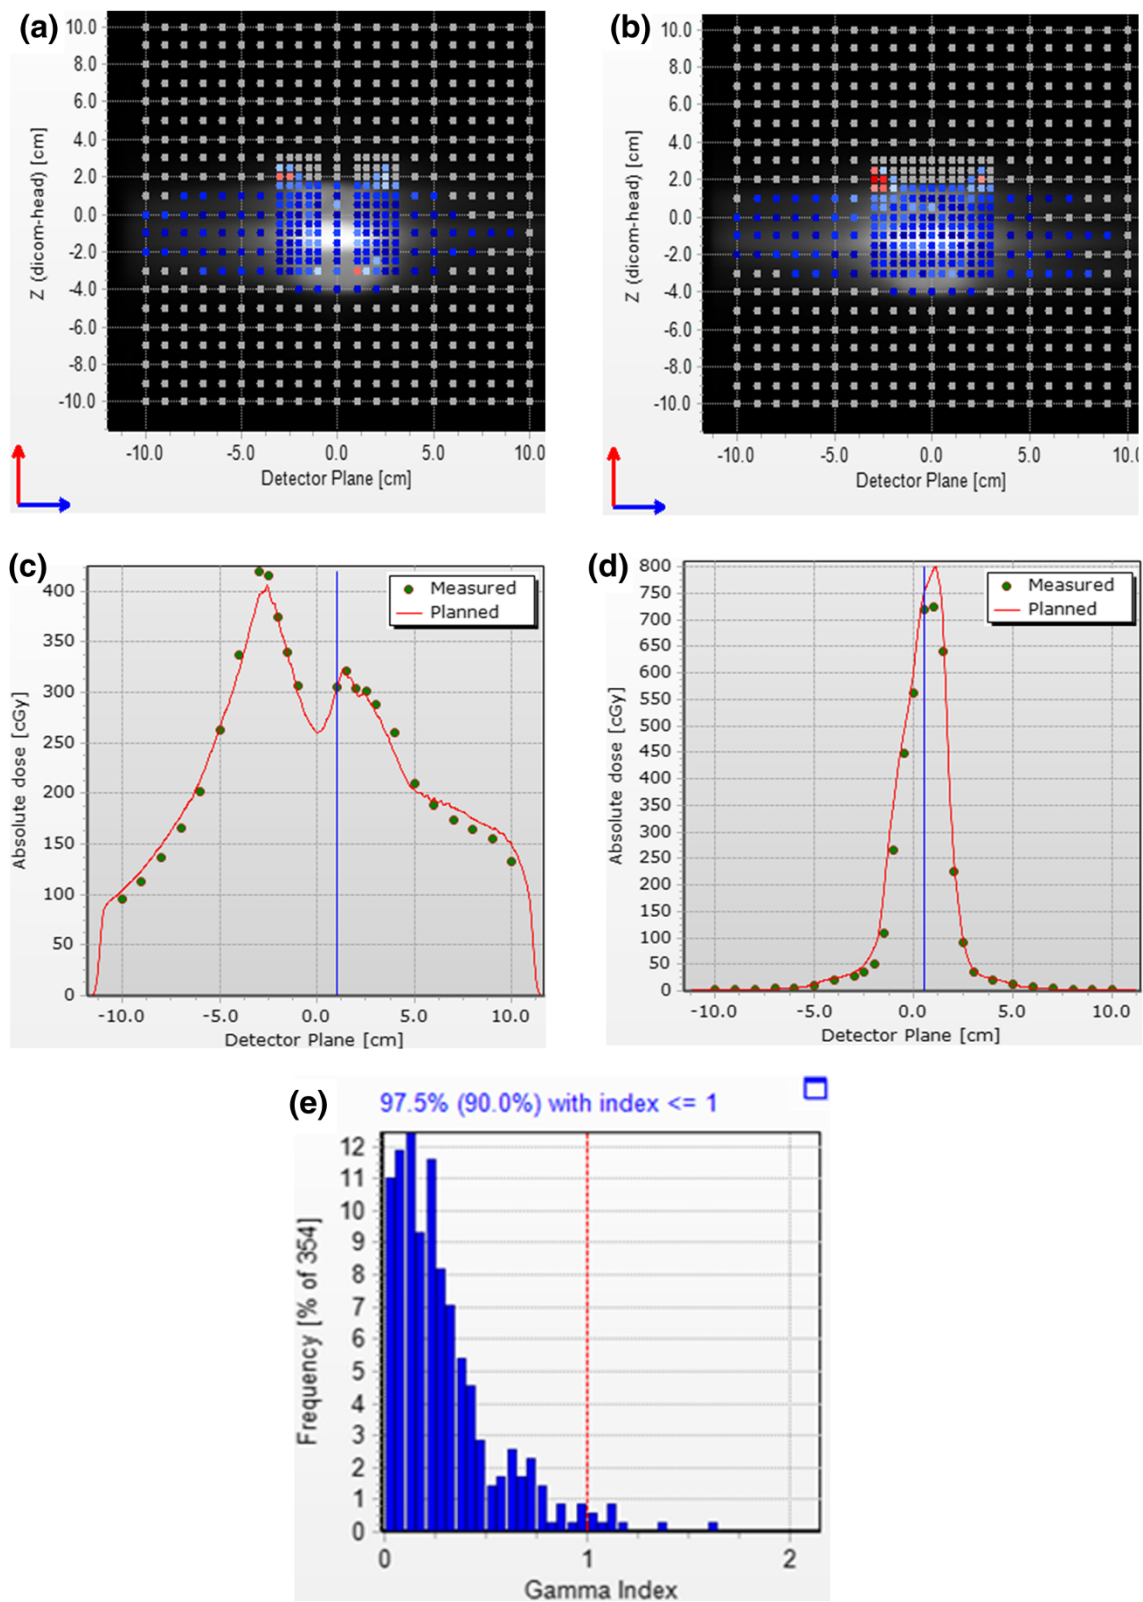 (a)
10.0
8.0
6.0
4.0
2.0
0.0
-2.0
-4.0
-6.0
-8.0
-10.0
Z (dicom-head) [cm]
-10.0 -5.0 0.0 5.0 10.0
Detector Plane [cm]
(b)
10.0
8.0
6.0
4.0
2.0
0.0
-2.0
-4.0
-6.0
-8.0
-10.0
Z (dicom-head) [cm]
-10.0 -5.0 0.0 5.0 10.0
Detector Plane [cm]
(c)
Measured
Planned
400
350
300
250
200
150
100
50
0
Absolute dose [cGy]
-10.0 -5.0 0.0 5.0 10.0
Detector Plane [cm]
(d)
Measured
Planned
800
750
700
650
600
550
500
450
400
350
300
250
200
150
100
50
0
Absolute dose [cGy]
-10.0 -5.0 0.0 5.0 10.0
Detector Plane [cm]
(e)
97.5% (90.0%) with index <= 1
12
11
10
9
8
7
6
5
4
3
2
1
0
Frequency [% of 354]
0 1 2
Gamma Index